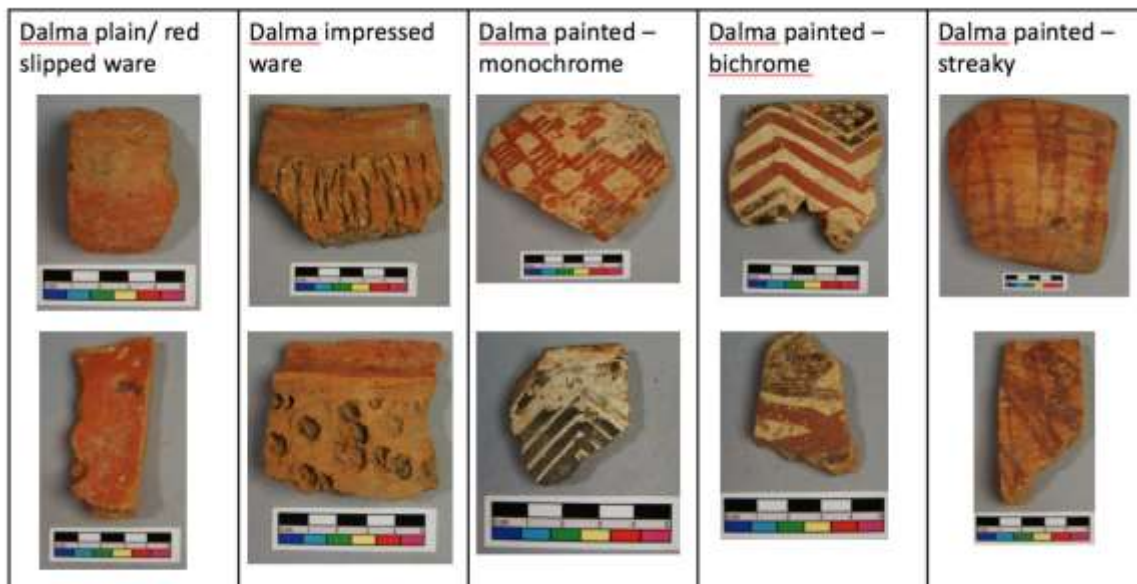 Dalma plain/ red
slipped ware
Dalma impressed
ware
Dalma painted –
monochrome
Dalma painted –
bichrome
Dalma painted –
streaky